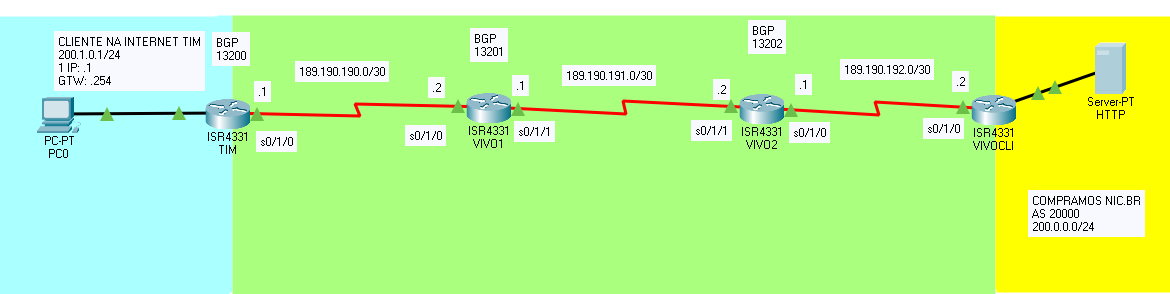 CLIENTE NA INTERNET TIM
200.1.0.1/24
1 IP: .1
GTW: .254
BGP
13200
BGP
13201
BGP
13202
189.190.190.0/30
189.190.191.0/30
189.190.192.0/30
.1
.2
.1
.2
.1
.2
s0/1/0
s0/1/0
s0/1/1
s0/1/1
s0/1/0
s0/1/0
PC-PT
PC0
ISR4331
TIM
ISR4331
VIVO1
ISR4331
VIVO2
ISR4331
VIVOCLI
Server-PT
HTTP
COMPRAMOS NIC.BR
AS 20000
200.0.0.0/24